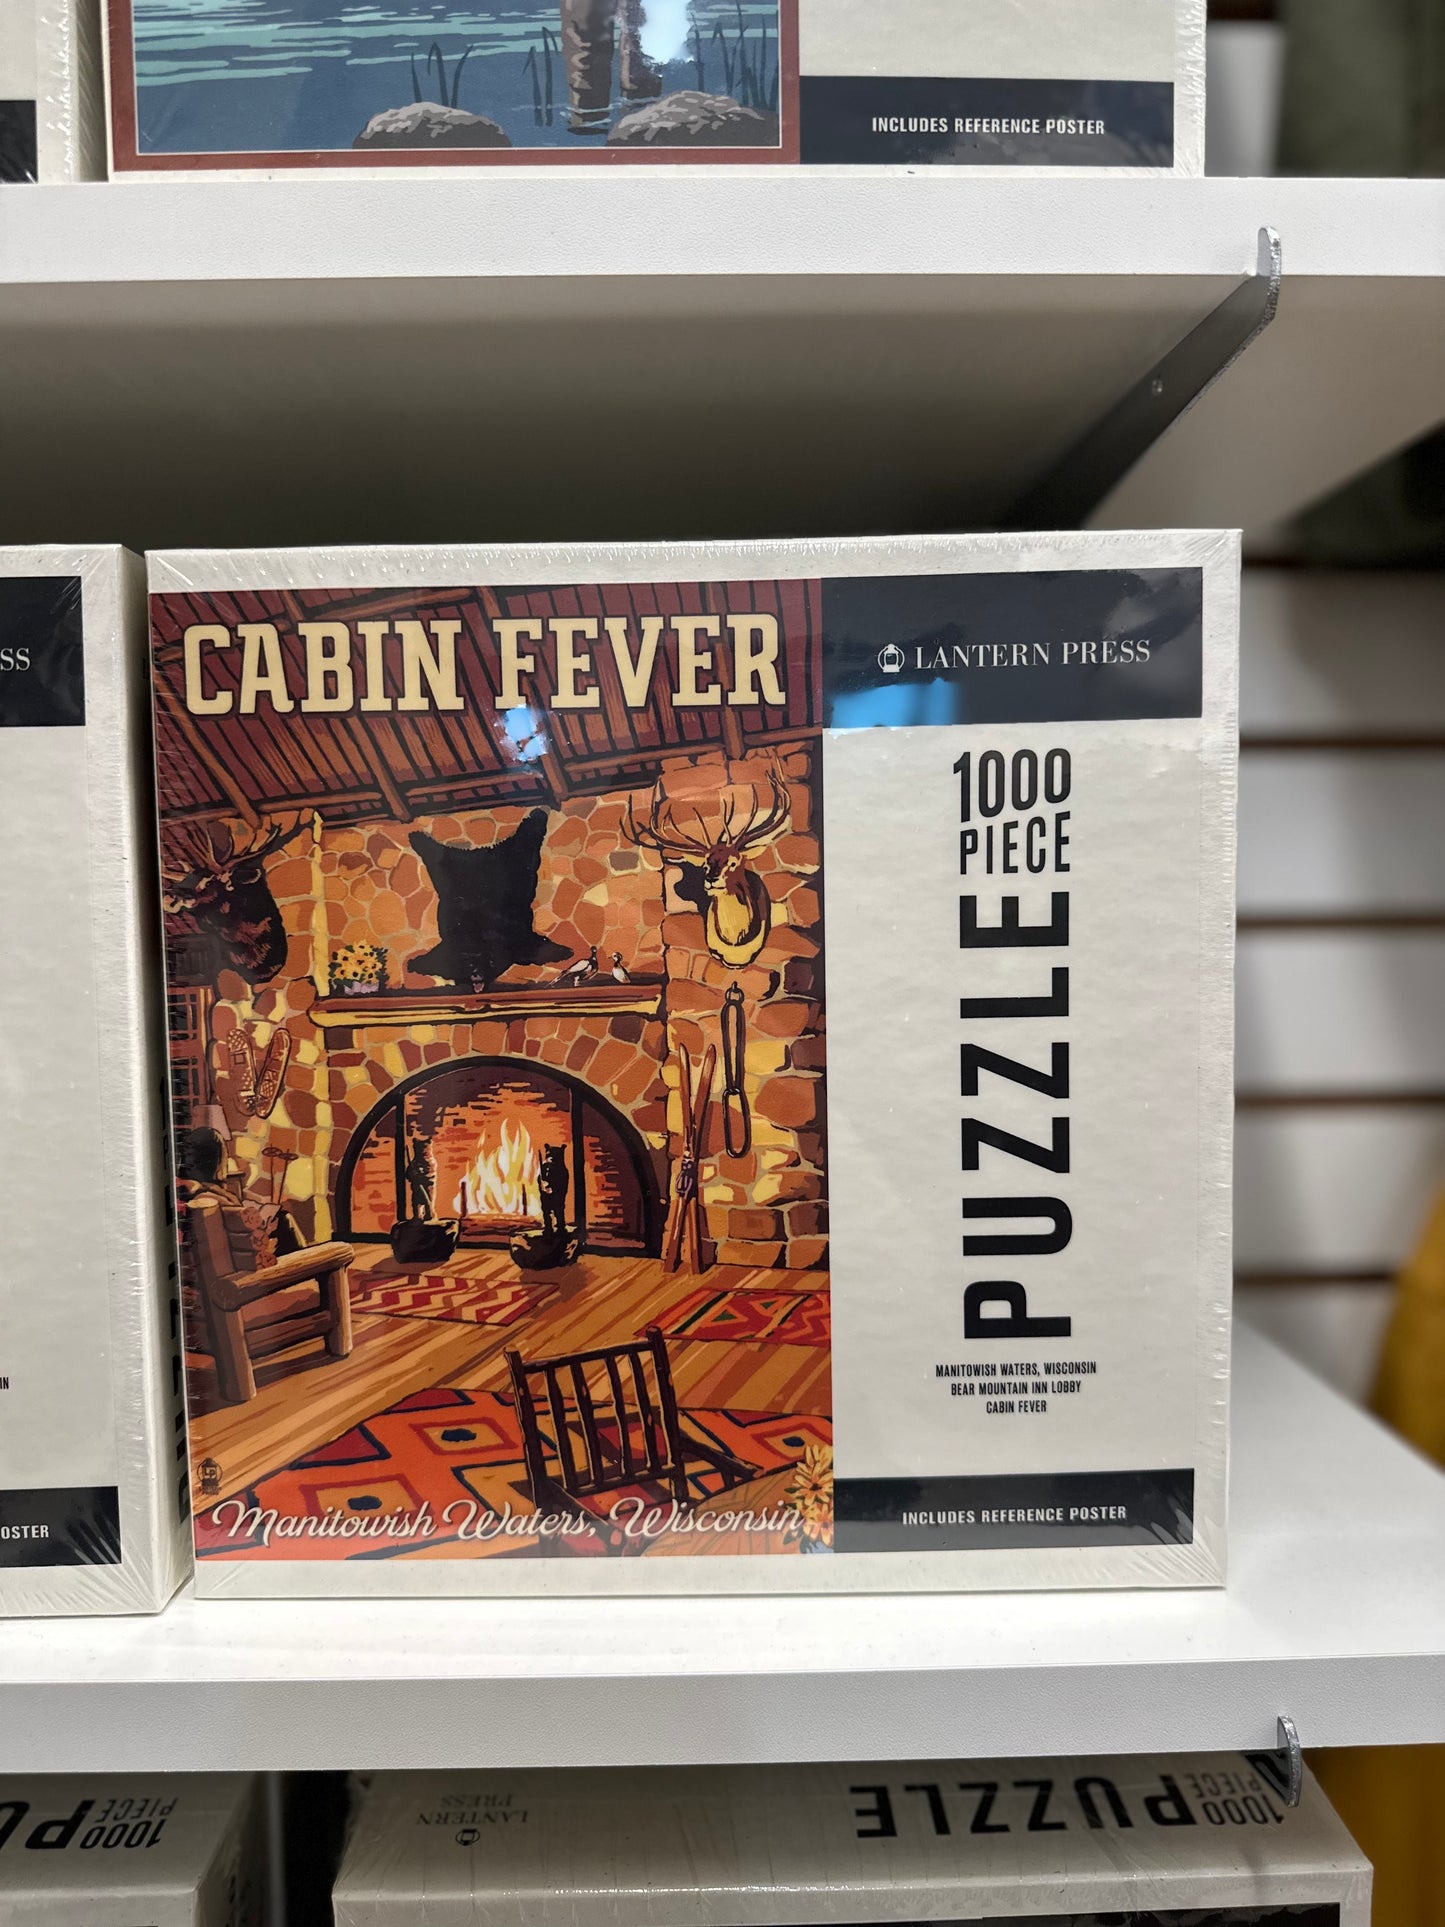 INCLUDES REFERENCE POSTER
SS
IN
OSTER
CABIN FEVER
LANTERN PRESS
1000
PIECE
PUZZLE
MANITOWISH WATERS, WISCONSIN
BEAR MOUNTAIN INN LOBBY
CABIN FEVER
Manitowish Waters, Wisconsin
INCLUDES REFERENCE POSTER
1000
PIECE
PU
LANTERN
PRESS
1000
PIECE
PUZZLE